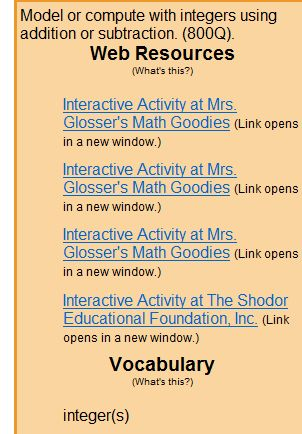 Model or compute with integers using
addition or subtraction. (800Q).
Web Resources
(What's this?)
Interactive Activity at Mrs.
Glosser's Math Goodies (Link opens
in a new window.)
Interactive Activity at Mrs.
Glosser's Math Goodies (Link opens
in a new window.)
Interactive Activity at Mrs.
Glosser's Math Goodies (Link opens
in a new window.)
Interactive Activity at The Shodor
Educational Foundation, Inc. (Link
opens in a new window.)
Vocabulary
(What's this?)
integer(s)